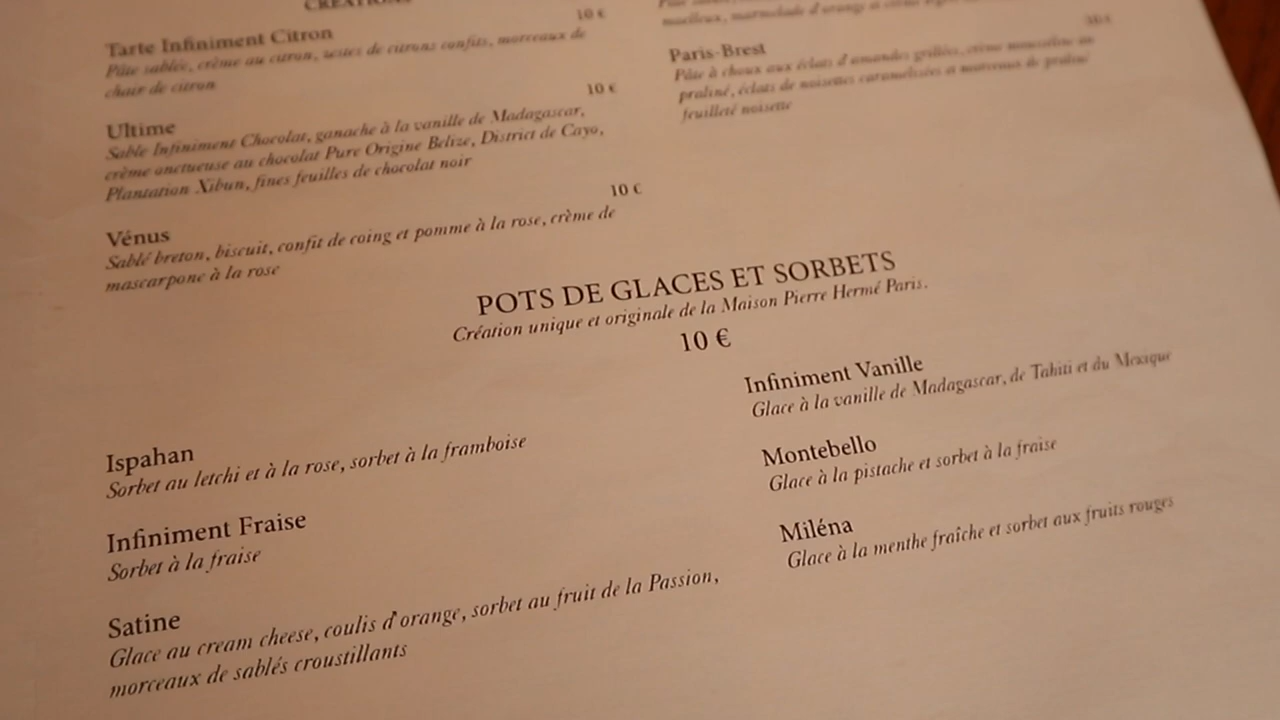 CRÉATIONS
10 €
Tarte Infiniment Citron
Pâte sablée, crème au citron, zestes de citrons confits, morceaux de
chair de citron
10 €
Ultime
Sablé Infiniment Chocolat, ganache à la vanille de Madagascar,
crème onctueuse au chocolat Pure Origine Belize, District de Cayo,
Plantation Xibun, fines feuilles de chocolat noir
10 €
Vénus
Sablé breton, biscuit, confit de coing et pomme à la rose, crème de
mascarpone à la rose
moelleux, marmelade d'orange et
10 €
Paris-Brest
Pâte à choux aux éclats d'amandes grillées, crème mousseline au
praliné, éclats de noisettes caramelisées et morceaux de praliné
feuilleté noisette
POTS DE GLACES ET SORBETS
Création unique et originale de la Maison Pierre Hermé Paris.
10 €
Ispahan
Sorbet au letchi et à la rose, sorbet à la framboise
Infiniment Fraise
Sorbet à la fraise
Satine
Glace au cream cheese, coulis d'orange, sorbet au fruit de la Passion,
morceaux de sablés croustillants
Infiniment Vanille
Glace à la vanille de Madagascar, de Tahiti et du Mexique
Montebello
Glace à la pistache et sorbet à la fraise
Miléna
Glace à la menthe fraîche et sorbet aux fruits rouges